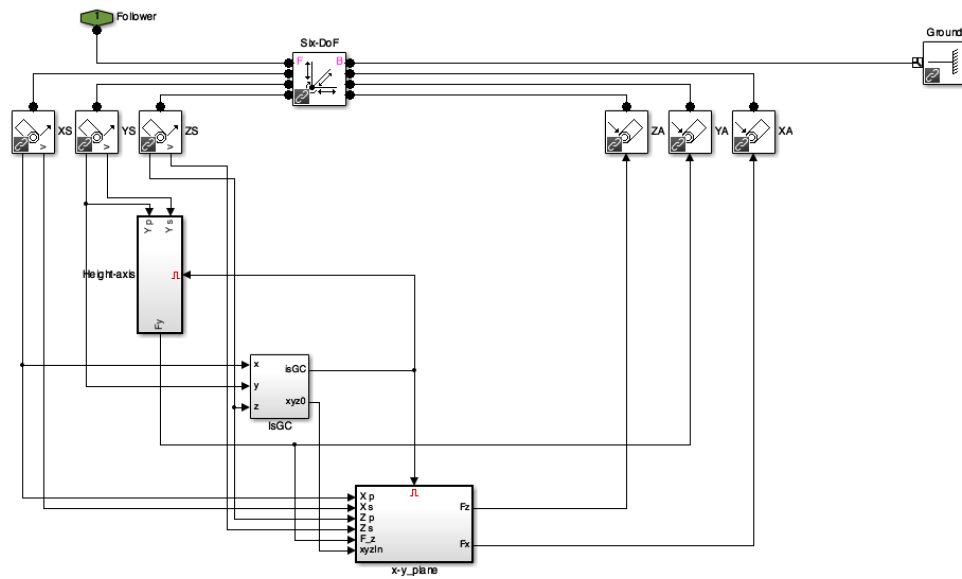 1 Follower
Six-DoF
F B
Ground
XS YS ZS ZA YA XA
v v v
Y p Y s
Height-axis
Fy
x
isGC
y
xyz0
z
IsGC
X p
X s
Z p
Z s
F_z
xyzIn
Fz
Fx
x-y_plane